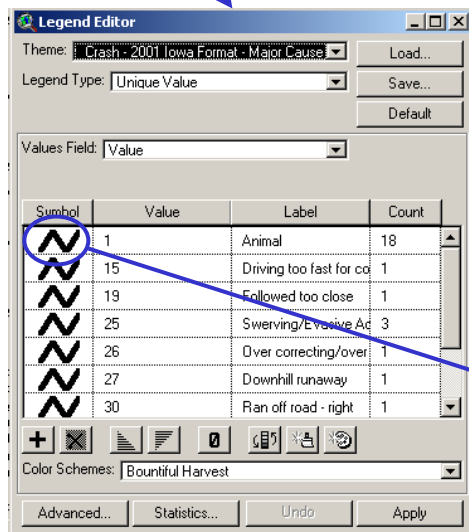 Legend Editor
Theme: Crash - 2001 Iowa Format - Major Cause
Load...
Legend Type: Unique Value
Save...
Default
Values Field: Value
Symbol Value Label Count
1 Animal 18
15 Driving too fast for co 1
19 Followed too close 1
25 Swerving/Evasive Ac 3
26 Over correcting/over 1
27 Downhill runaway 1
30 Ran off road - right 1
Color Schemes: Bountiful Harvest
Advanced... Statistics... Undo Apply